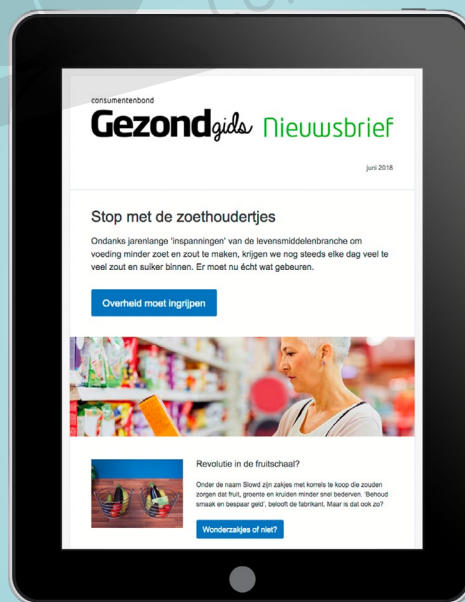 consumentenbond
Gezondgids Nieuwsbrief
juni 2018
Stop met de zoethoudertjes
Ondanks jarenlange 'inspanningen' van de levensmiddelenbranche om
voeding minder zoet en zout te maken, krijgen we nog steeds elke dag veel te
veel zout en suiker binnen. Er moet nu écht wat gebeuren.
Overheid moet ingrijpen
Revolutie in de fruitschaal?
Onder de naam Slowd zijn zakjes met korrels te koop die zouden
zorgen dat fruit, groente en kruiden minder snel bederven. 'Behoud
smaak en bespaar geld', belooft de fabrikant. Maar is dat ook zo?
Wonderzakjes of niet?